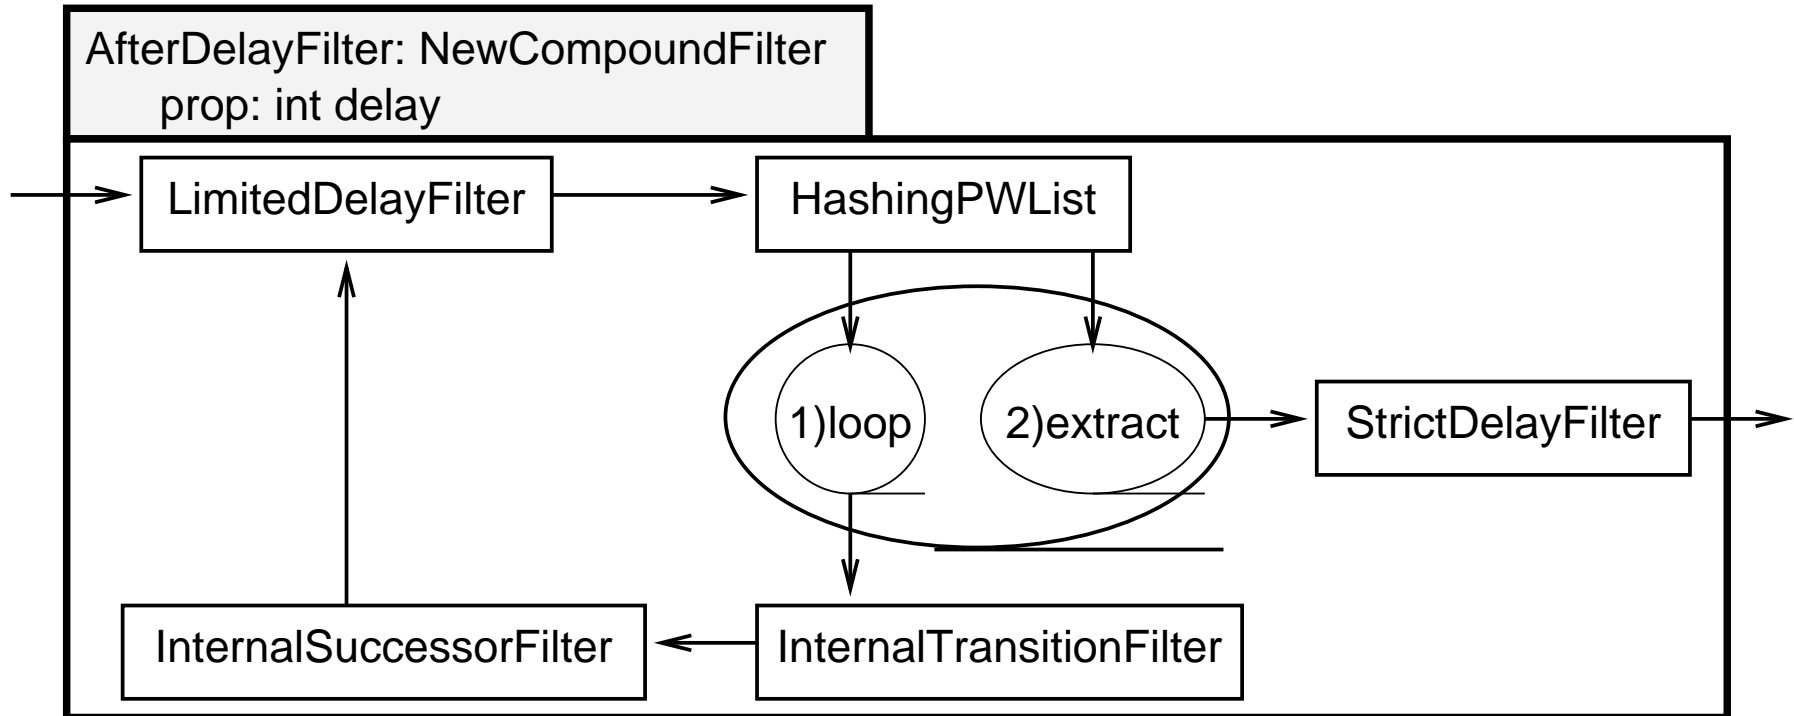 AfterDelayFilter: NewCompoundFilter
prop: int delay
LimitedDelayFilter
HashingPWList
1)loop
2)extract
StrictDelayFilter
InternalSuccessorFilter
InternalTransitionFilter